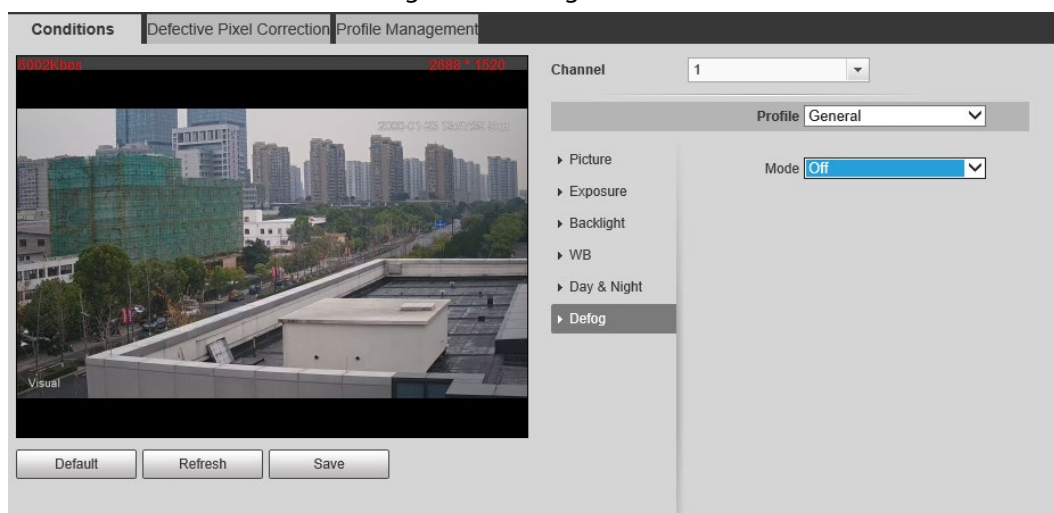 Conditions
Defective Pixel Correction
Profile Management
2688 * 1520
Visual
Default
Refresh
Save
Channel
1
Profile General
Picture
Exposure
Backlight
WB
Day & Night
Defog
Mode Off